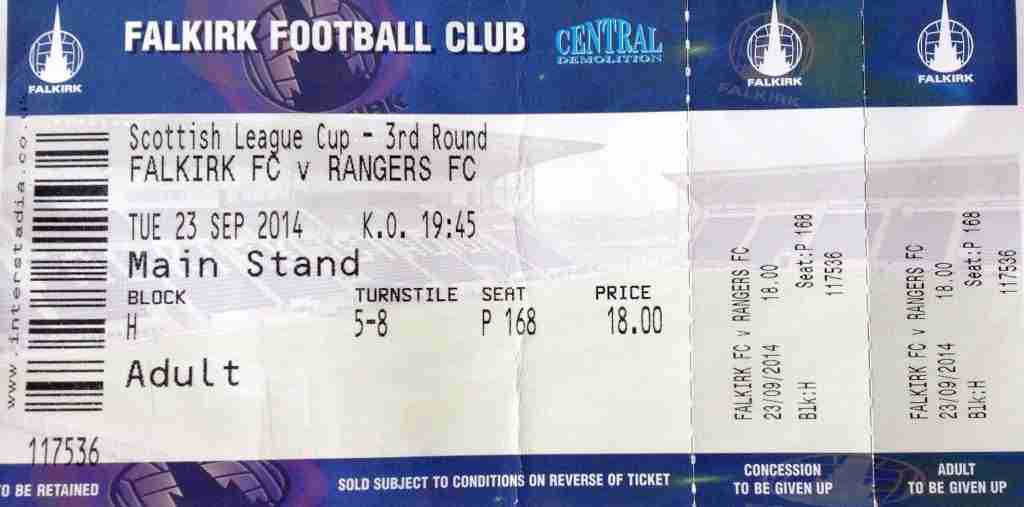 FALKIRK FOOTBALL CLUB
CENTRAL
DEMOLITION
FALKIRK
FALKIRK
FALKIRK
www.interstadia.co.
Scottish League Cup - 3rd Round
FALKIRK FC v RANGERS FC
TUE 23 SEP 2014 K.O. 19:45
Main Stand
BLOCK TURNSTILE SEAT PRICE
H 5-8 P 168 18.00
Adult
117536
FALKIRK FC v RANGERS FC
23/09/2014 18.00
Blk:H Seat:P 168
117536
FALKIRK FC v RANGERS FC
23/09/2014 18.00
Blk:H Seat:P 168
117536
O BE RETAINED
SOLD SUBJECT TO CONDITIONS ON REVERSE OF TICKET
CONCESSION
TO BE GIVEN UP
ADULT
TO BE GIVEN UP